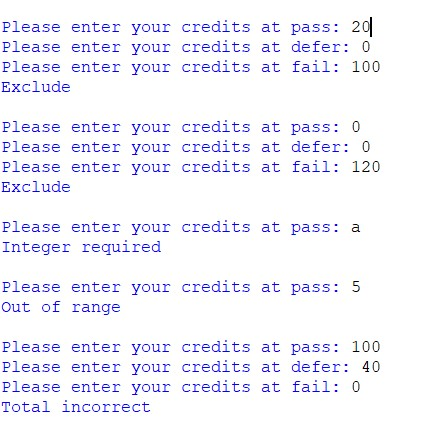 Please enter your credits at pass: 20
Please enter your credits at defer: 0
Please enter your credits at fail: 100
Exclude
Please enter your credits at pass: 0
Please enter your credits at defer: 0
Please enter your credits at fail: 120
Exclude
Please enter your credits at pass: a
Integer required
Please enter your credits at pass: 5
Out of range
Please enter your credits at pass: 100
Please enter your credits at defer: 40
Please enter your credits at fail: 0
Total incorrect